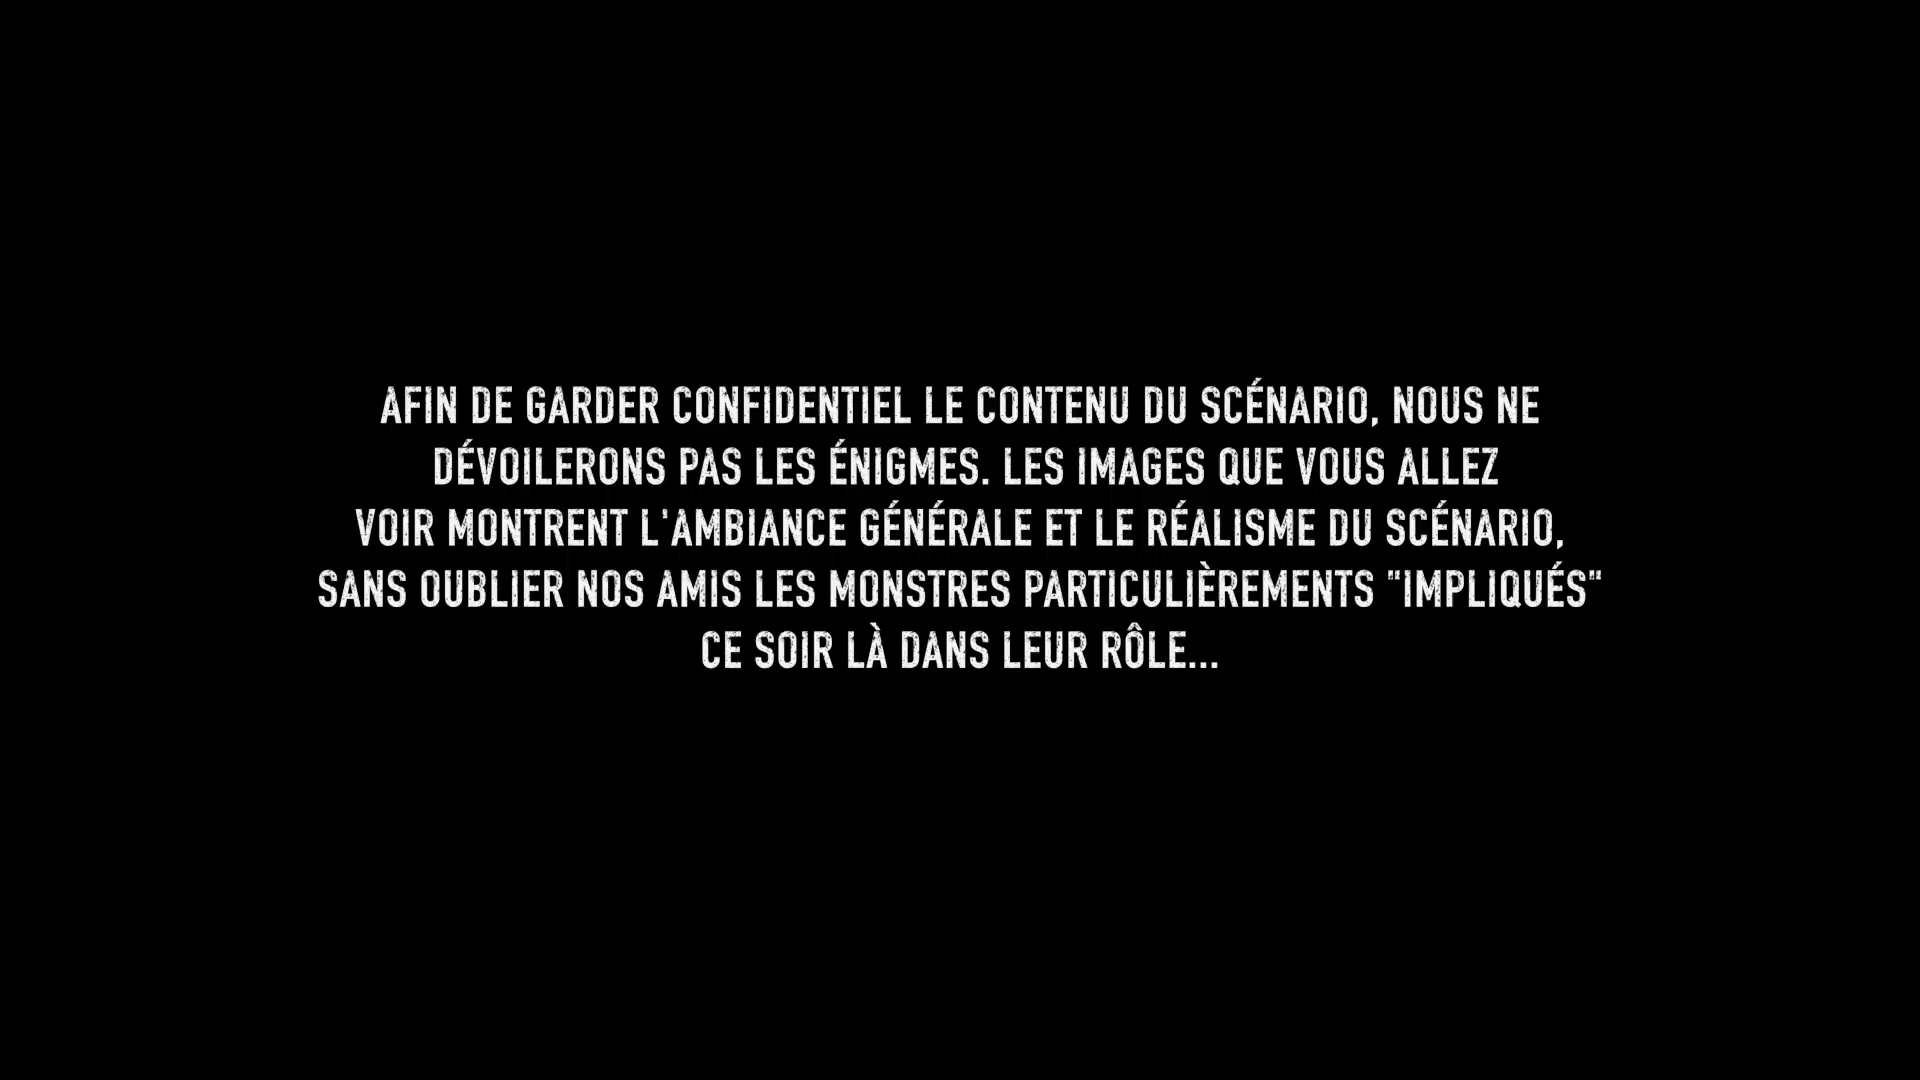 AFIN DE GARDER CONFIDENTIEL LE CONTENU DU SCÉNARIO, NOUS NE
DÉVOILERONS PAS LES ÉNIGMES. LES IMAGES QUE VOUS ALLEZ
VOIR MONTRENT L'AMBIANCE GÉNÉRALE ET LE RÉALISME DU SCÉNARIO,
SANS OUBLIER NOS AMIS LES MONSTRES PARTICULIÈREMENTS "IMPLIQUÉS"
CE SOIR LÀ DANS LEUR RÔLE...